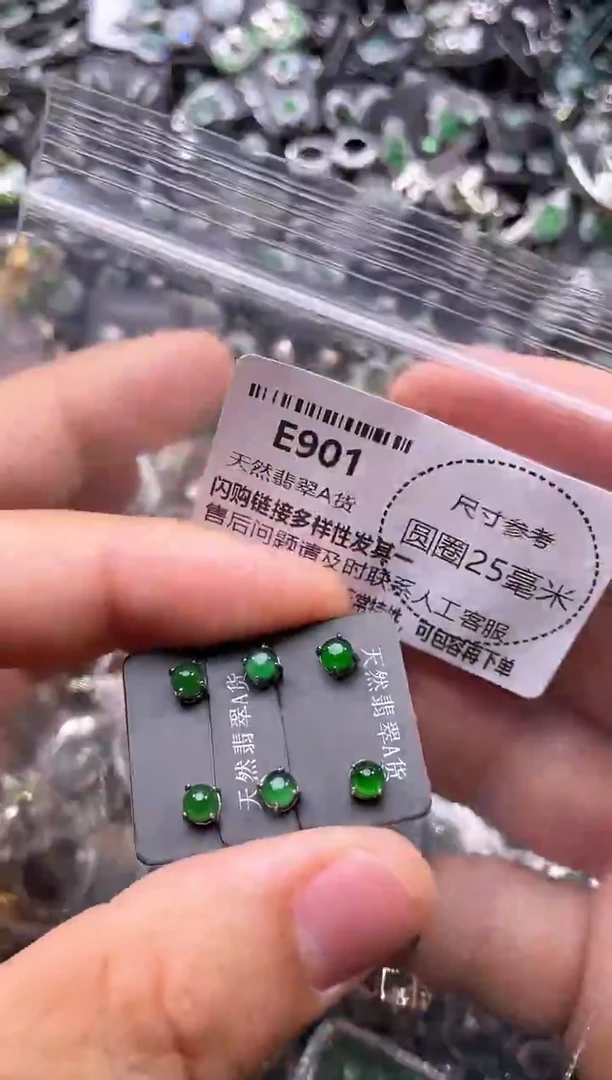 E901
天然翡翠A货
闪购链接多样性发其一
售后问题请及时联系人工客服
常特性，可包容再下单
尺寸参考
圆圈25毫米
天然翡翠A货
天然翡翠A货